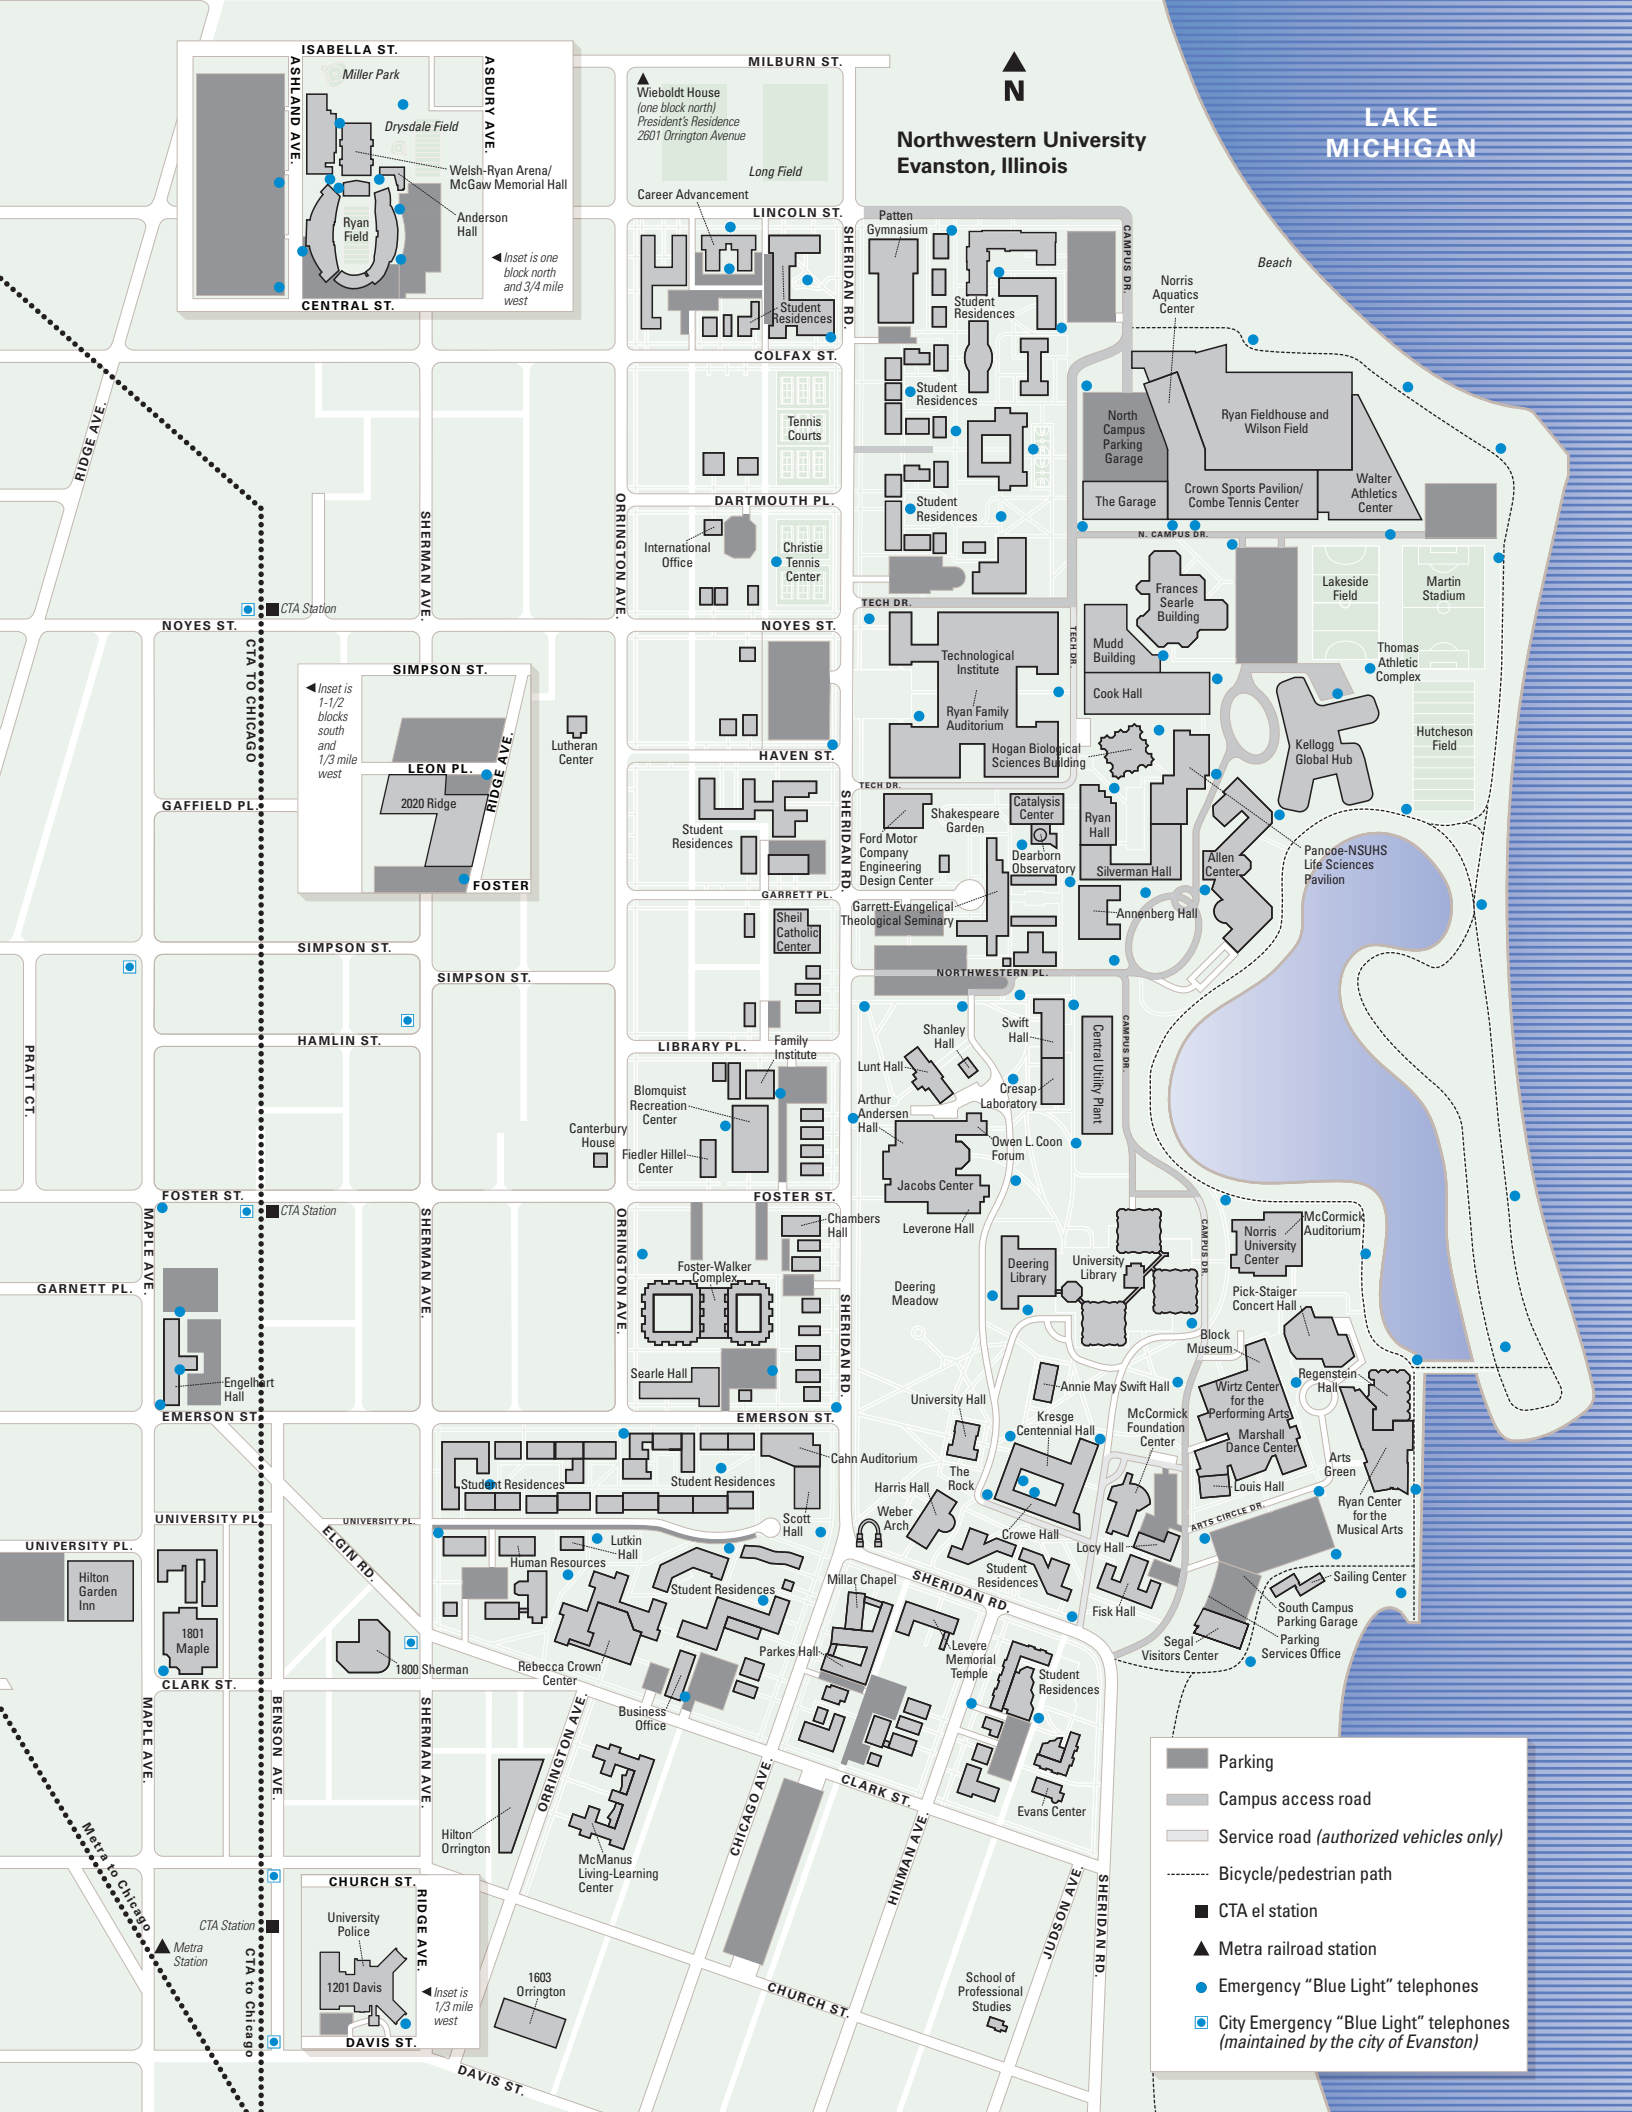 ISABELLA ST.
ASHLAND AVE.
ASBURY AVE.
Miller Park
Drysdale Field
Welsh-Ryan Arena/
McGaw Memorial Hall
Anderson
Hall
Ryan
Field
Inset is one
block north
and 3/4 mile
west
CENTRAL ST.
MILBURN ST.
Wieboldt House
(one block north)
President's Residence
2601 Orrington Avenue
Long Field
Career Advancement
LINCOLN ST.
N
Northwestern University
Evanston, Illinois
LAKE
MICHIGAN
Patten
Gymnasium
SHERIDAN RD.
CAMPUS DR.
Beach
Norris
Aquatics
Center
Student
Residences
Student
Residences
COLFAX ST.
RIDGE AVE.
Student
Residences
Tennis
Courts
North
Campus
Parking
Garage
Ryan Fieldhouse and
Wilson Field
Walter
Athletics
Center
The Garage
Crown Sports Pavilion/
Combe Tennis Center
DARTMOUTH PL.
ORRINGTON AVE.
SHERMAN AVE.
Student
Residences
International
Office
Christie
Tennis
Center
N. CAMPUS DR.
Frances
Searle
Building
Lakeside
Field
Martin
Stadium
CTA Station
TECH DR.
NOYES ST.
NOYES ST.
CTA TO CHICAGO
TECH DR.
Mudd
Building
Thomas
Athletic
Complex
Technological
Institute
Cook Hall
Ryan Family
Auditorium
SIMPSON ST.
Inset is
1-1/2
blocks
south
and
1/3 mile
west
LEON PL.
RIDGE AVE.
2020 Ridge
FOSTER
Lutheran
Center
HAVEN ST.
Hogan Biological
Sciences Building
Kellogg
Global Hub
Hutcheson
Field
GAFFIELD PL.
TECH DR.
SHERIDAN RD.
Student
Residences
Ford Motor
Company
Engineering
Design Center
Shakespeare
Garden
Catalysis
Center
Dearborn
Observatory
Ryan
Hall
Silverman Hall
Allen
Center
Pancoe-NSUHS
Life Sciences
Pavilion
GARRETT PL.
Garrett-Evangelical
Theological Seminary
Annenberg Hall
Sheil
Catholic
Center
SIMPSON ST.
SIMPSON ST.
NORTHWESTERN PL.
HAMLIN ST.
PRATT CT.
LIBRARY PL.
Family
Institute
Shanley
Hall
Swift
Hall
Central Utility Plant
CAMPUS DR.
Lunt Hall
Cresap
Laboratory
Blomquist
Recreation
Center
Arthur
Andersen
Hall
Canterbury
House
Fiedler Hillel
Center
Owen L. Coon
Forum
Jacobs Center
Leverone Hall
FOSTER ST.
CTA Station
FOSTER ST.
Chambers
Hall
MAPLE AVE.
SHERMAN AVE.
ORRINGTON AVE.
SHERIDAN RD.
Foster-Walker
Complex
Deering
Meadow
Deering
Library
University
Library
CAMPUS DR.
Norris
University
Center
McCormick
Auditorium
Pick-Staiger
Concert Hall
GARNETT PL.
Block
Museum
Searle Hall
Engelhart
Hall
Annie May Swift Hall
Regenstein
Hall
University Hall
Kresge
Centennial Hall
McCormick
Foundation
Center
Wirtz Center
for the
Performing Arts
Marshall
Dance Center
EMERSON ST.
EMERSON ST.
Cahn Auditorium
Student Residences
Student Residences
The
Rock
Harris Hall
Weber
Arch
Louis Hall
Arts
Green
Ryan Center
for the
Musical Arts
Scott
Hall
Crowe Hall
ARTS CIRCLE DR.
UNIVERSITY PL.
UNIVERSITY PL.
UNIVERSITY PL.
ELGIN RD.
Human Resources
Lutkin
Hall
Locy Hall
Hilton
Garden
Inn
Student Residences
Millar Chapel
SHERIDAN RD.
Student
Residences
Fisk Hall
Sailing Center
South Campus
Parking Garage
Parking
Services Office
Segal
Visitors Center
1801
Maple
1800 Sherman
Rebecca Crown
Center
Parkes Hall
Levere
Memorial
Temple
Student
Residences
CLARK ST.
Business
Office
MAPLE AVE.
BENSON AVE.
SHERMAN AVE.
ORRINGTON AVE.
CHICAGO AVE.
CLARK ST.
HINMAN AVE.
Evans Center
Hilton
Orrington
McManus
Living-Learning
Center
JUDSON AVE.
SHERIDAN RD.
Metra to Chicago
CTA Station
Metra
Station
CTA to Chicago
CHURCH ST.
RIDGE AVE.
University
Police
1201 Davis
Inset is
1/3 mile
west
DAVIS ST.
1603
Orrington
CHURCH ST.
School of
Professional
Studies
DAVIS ST.
Parking
Campus access road
Service road (authorized vehicles only)
Bicycle/pedestrian path
CTA el station
Metra railroad station
Emergency “Blue Light” telephones
City Emergency “Blue Light” telephones
(maintained by the city of Evanston)